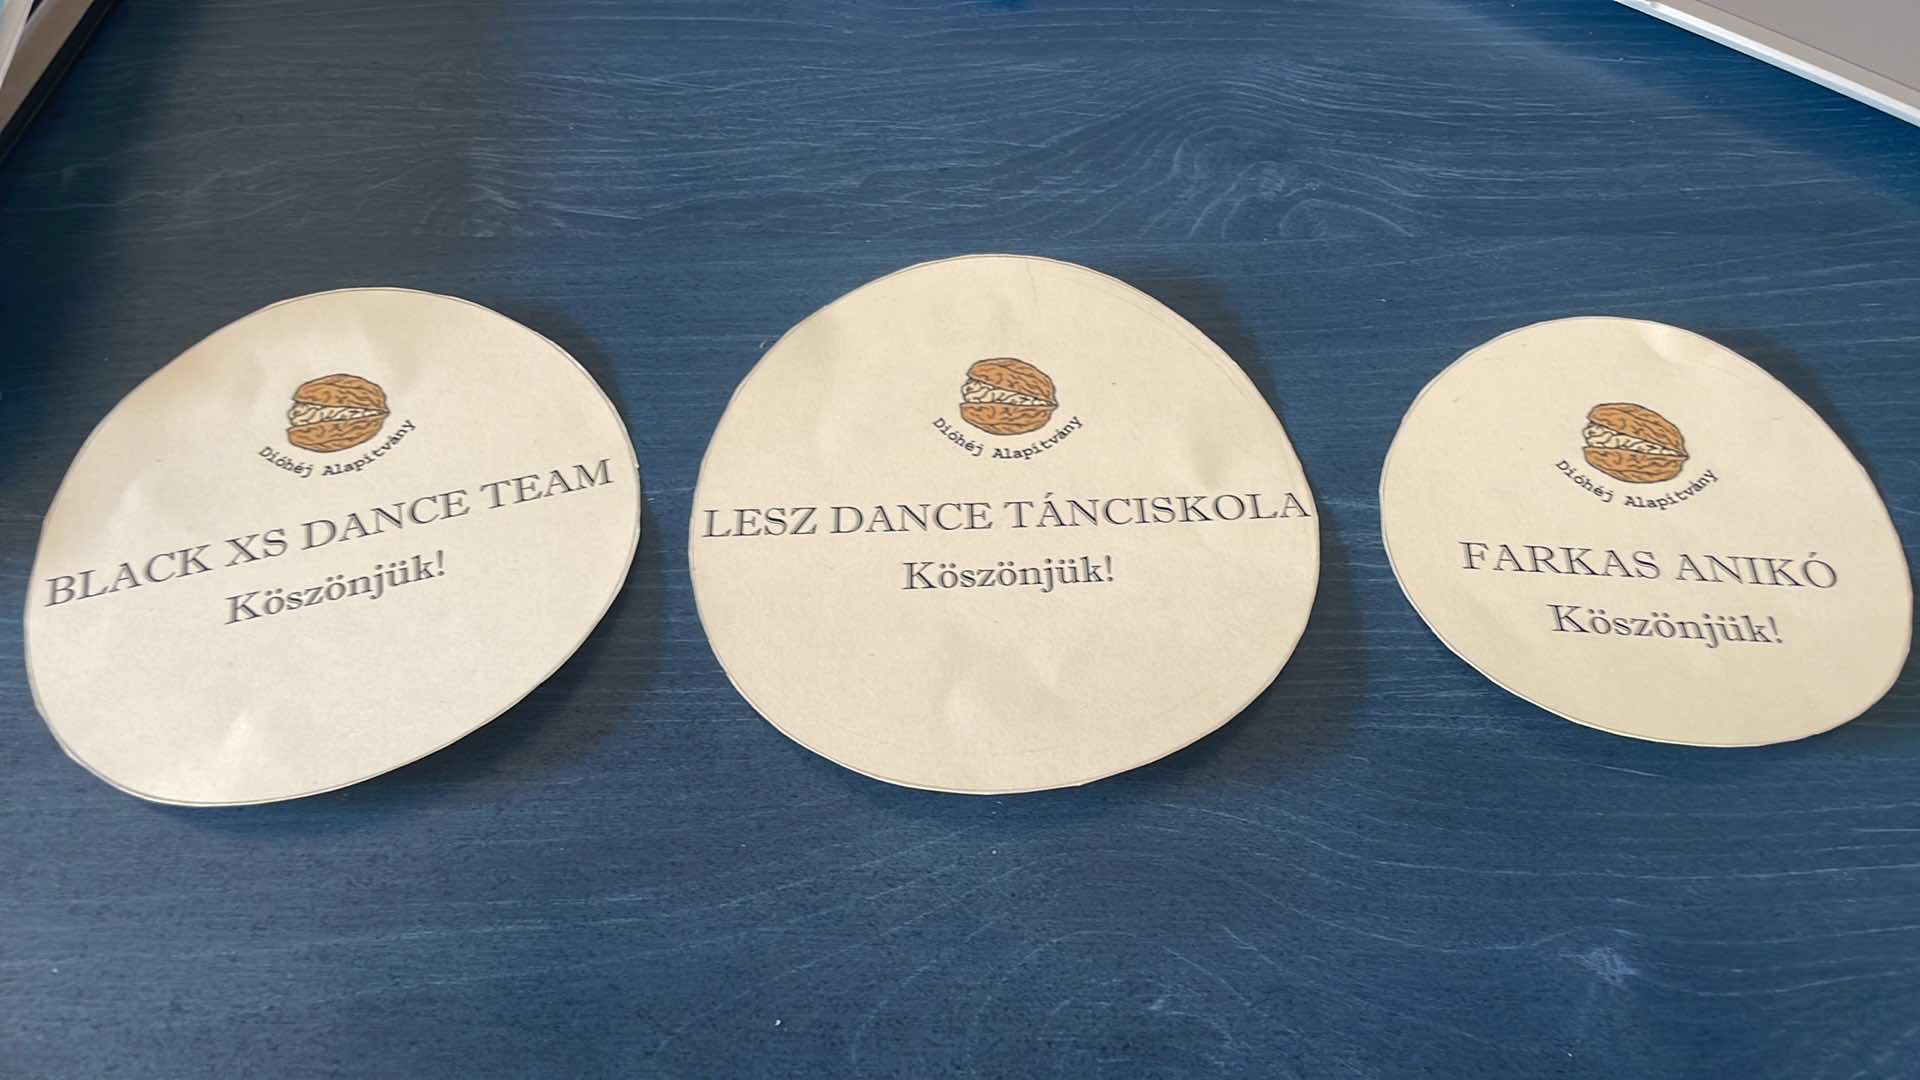 Dióhéj Alapítvány
BLACK XS DANCE TEAM
Köszönjük!
Dióhéj Alapítvány
LESZ DANCE TÁNCISKOLA
Köszönjük!
Dióhéj Alapítvány
FARKAS ANIKÓ
Köszönjük!